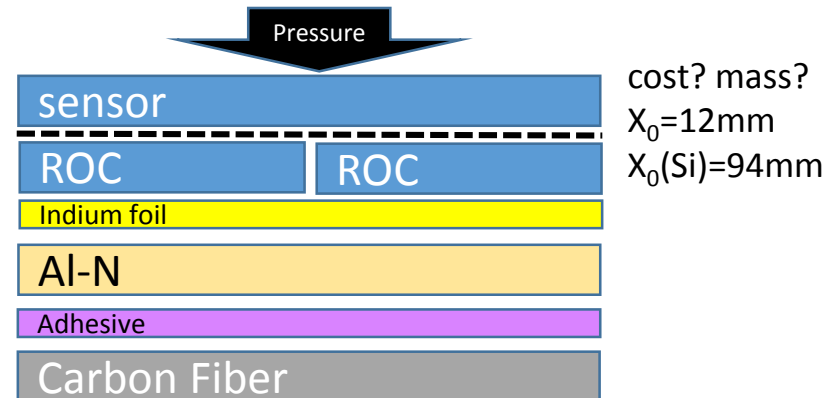 Pressure
sensor
cost? mass?
X₀=12mm
X₀(Si)=94mm
ROC
ROC
Indium foil
Al-N
Adhesive
Carbon Fiber